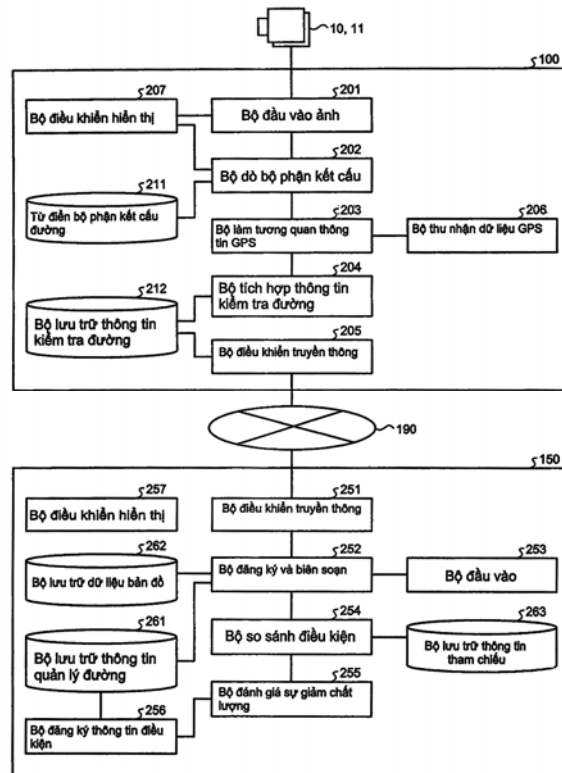 10, 11
100
207
201
Bộ điều khiển hiển thị
Bộ đầu vào ảnh
202
211
Bộ dò bộ phận kết cấu
Từ điển bộ phận kết cấu
đường
203
206
Bộ làm tương quan thông
tin GPS
Bộ thu nhận dữ liệu GPS
204
212
Bộ tích hợp thông tin
kiểm tra đường
Bộ lưu trữ thông tin
kiểm tra đường
205
Bộ điều khiển truyền thông
190
150
257
251
Bộ điều khiển hiển thị
Bộ điều khiển truyền thông
262
252
253
Bộ lưu trữ dữ liệu bản đồ
Bộ đăng ký và biên soạn
Bộ đầu vào
261
254
263
Bộ lưu trữ thông tin
quản lý đường
Bộ so sánh điều kiện
Bộ lưu trữ thông tin
tham chiếu
255
256
Bộ đánh giá sự giảm chất
lượng
Bộ đăng ký thông tin điều
kiện